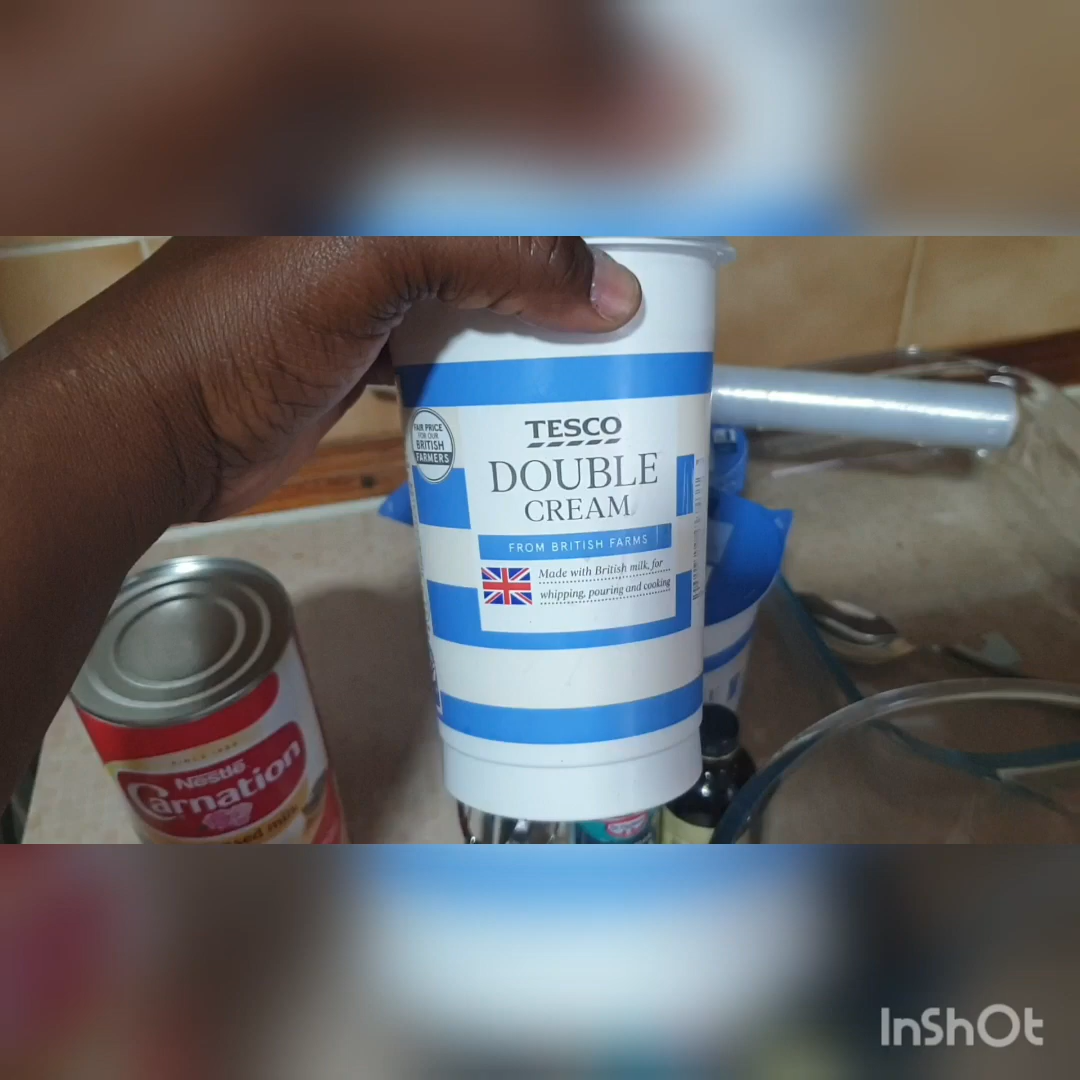 TESCO
DOUBLE
CREAM
FROM BRITISH FARMS
Made with British milk, for
whipping, pouring and cooking
FAIR PRICE
FOR OUR
BRITISH
FARMERS
SINCE
Nestlé
Carnation
InShOt